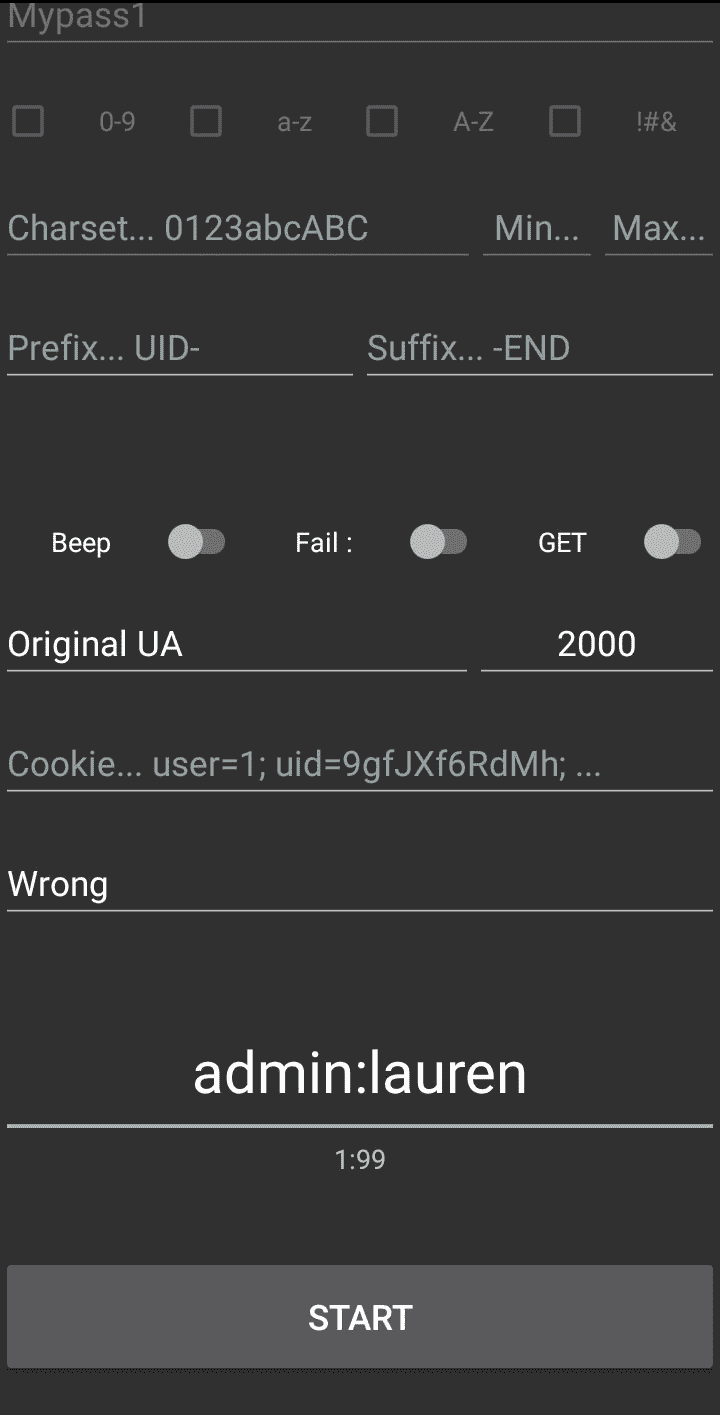 Mypass1
0-9 a-z A-Z !#&
Charset... 0123abcABC Min... Max...
Prefix... UID- Suffix... -END
Beep Fail : GET
Original UA 2000
Cookie... user=1; uid=9gfJXf6RdMh; ...
Wrong
admin:lauren
1:99
START